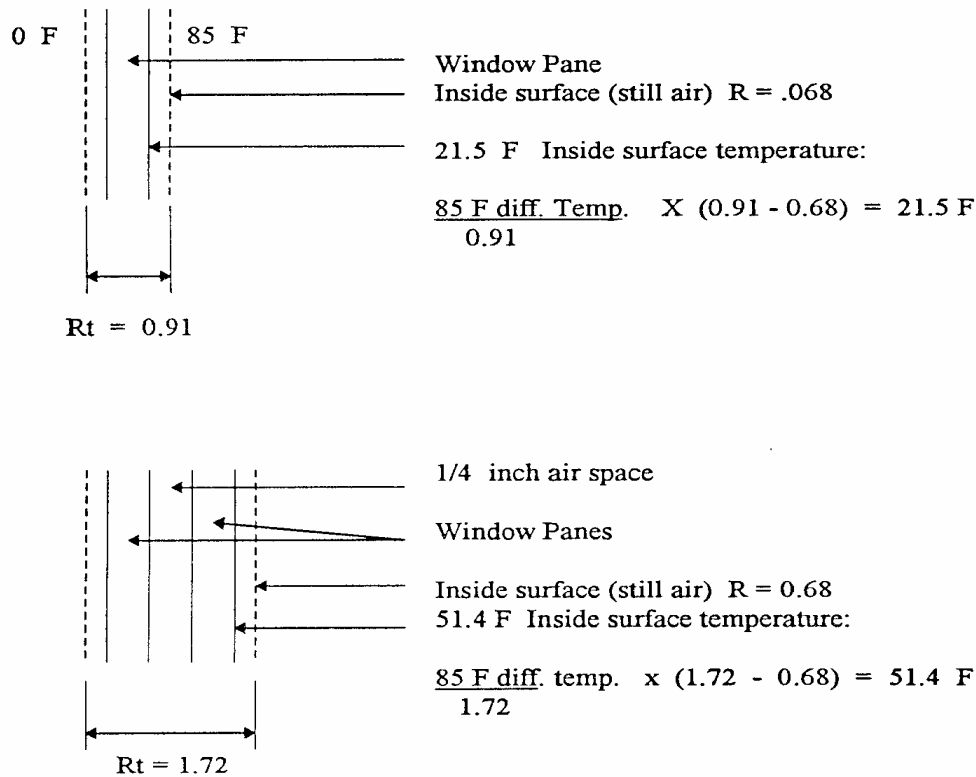 0 F
85 F
Window Pane
Inside surface (still air) R = .068
21.5 F Inside surface temperature:
85 F diff. Temp. X (0.91 - 0.68) = 21.5 F
0.91
Rt = 0.91
1/4 inch air space
Window Panes
Inside surface (still air) R = 0.68
51.4 F Inside surface temperature:
85 F diff. temp. x (1.72 - 0.68) = 51.4 F
1.72
Rt = 1.72